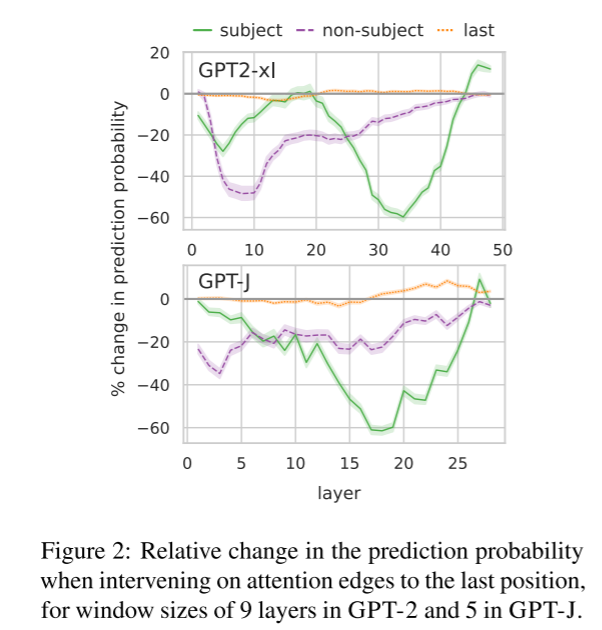 subject non-subject last
GPT2-xl
20
0
−20
−40
−60
0 10 20 30 40 50
% change in prediction probability
GPT-J
0
−20
−40
−60
0 5 10 15 20 25
layer
Figure 2: Relative change in the prediction probability
when intervening on attention edges to the last position,
for window sizes of 9 layers in GPT-2 and 5 in GPT-J.